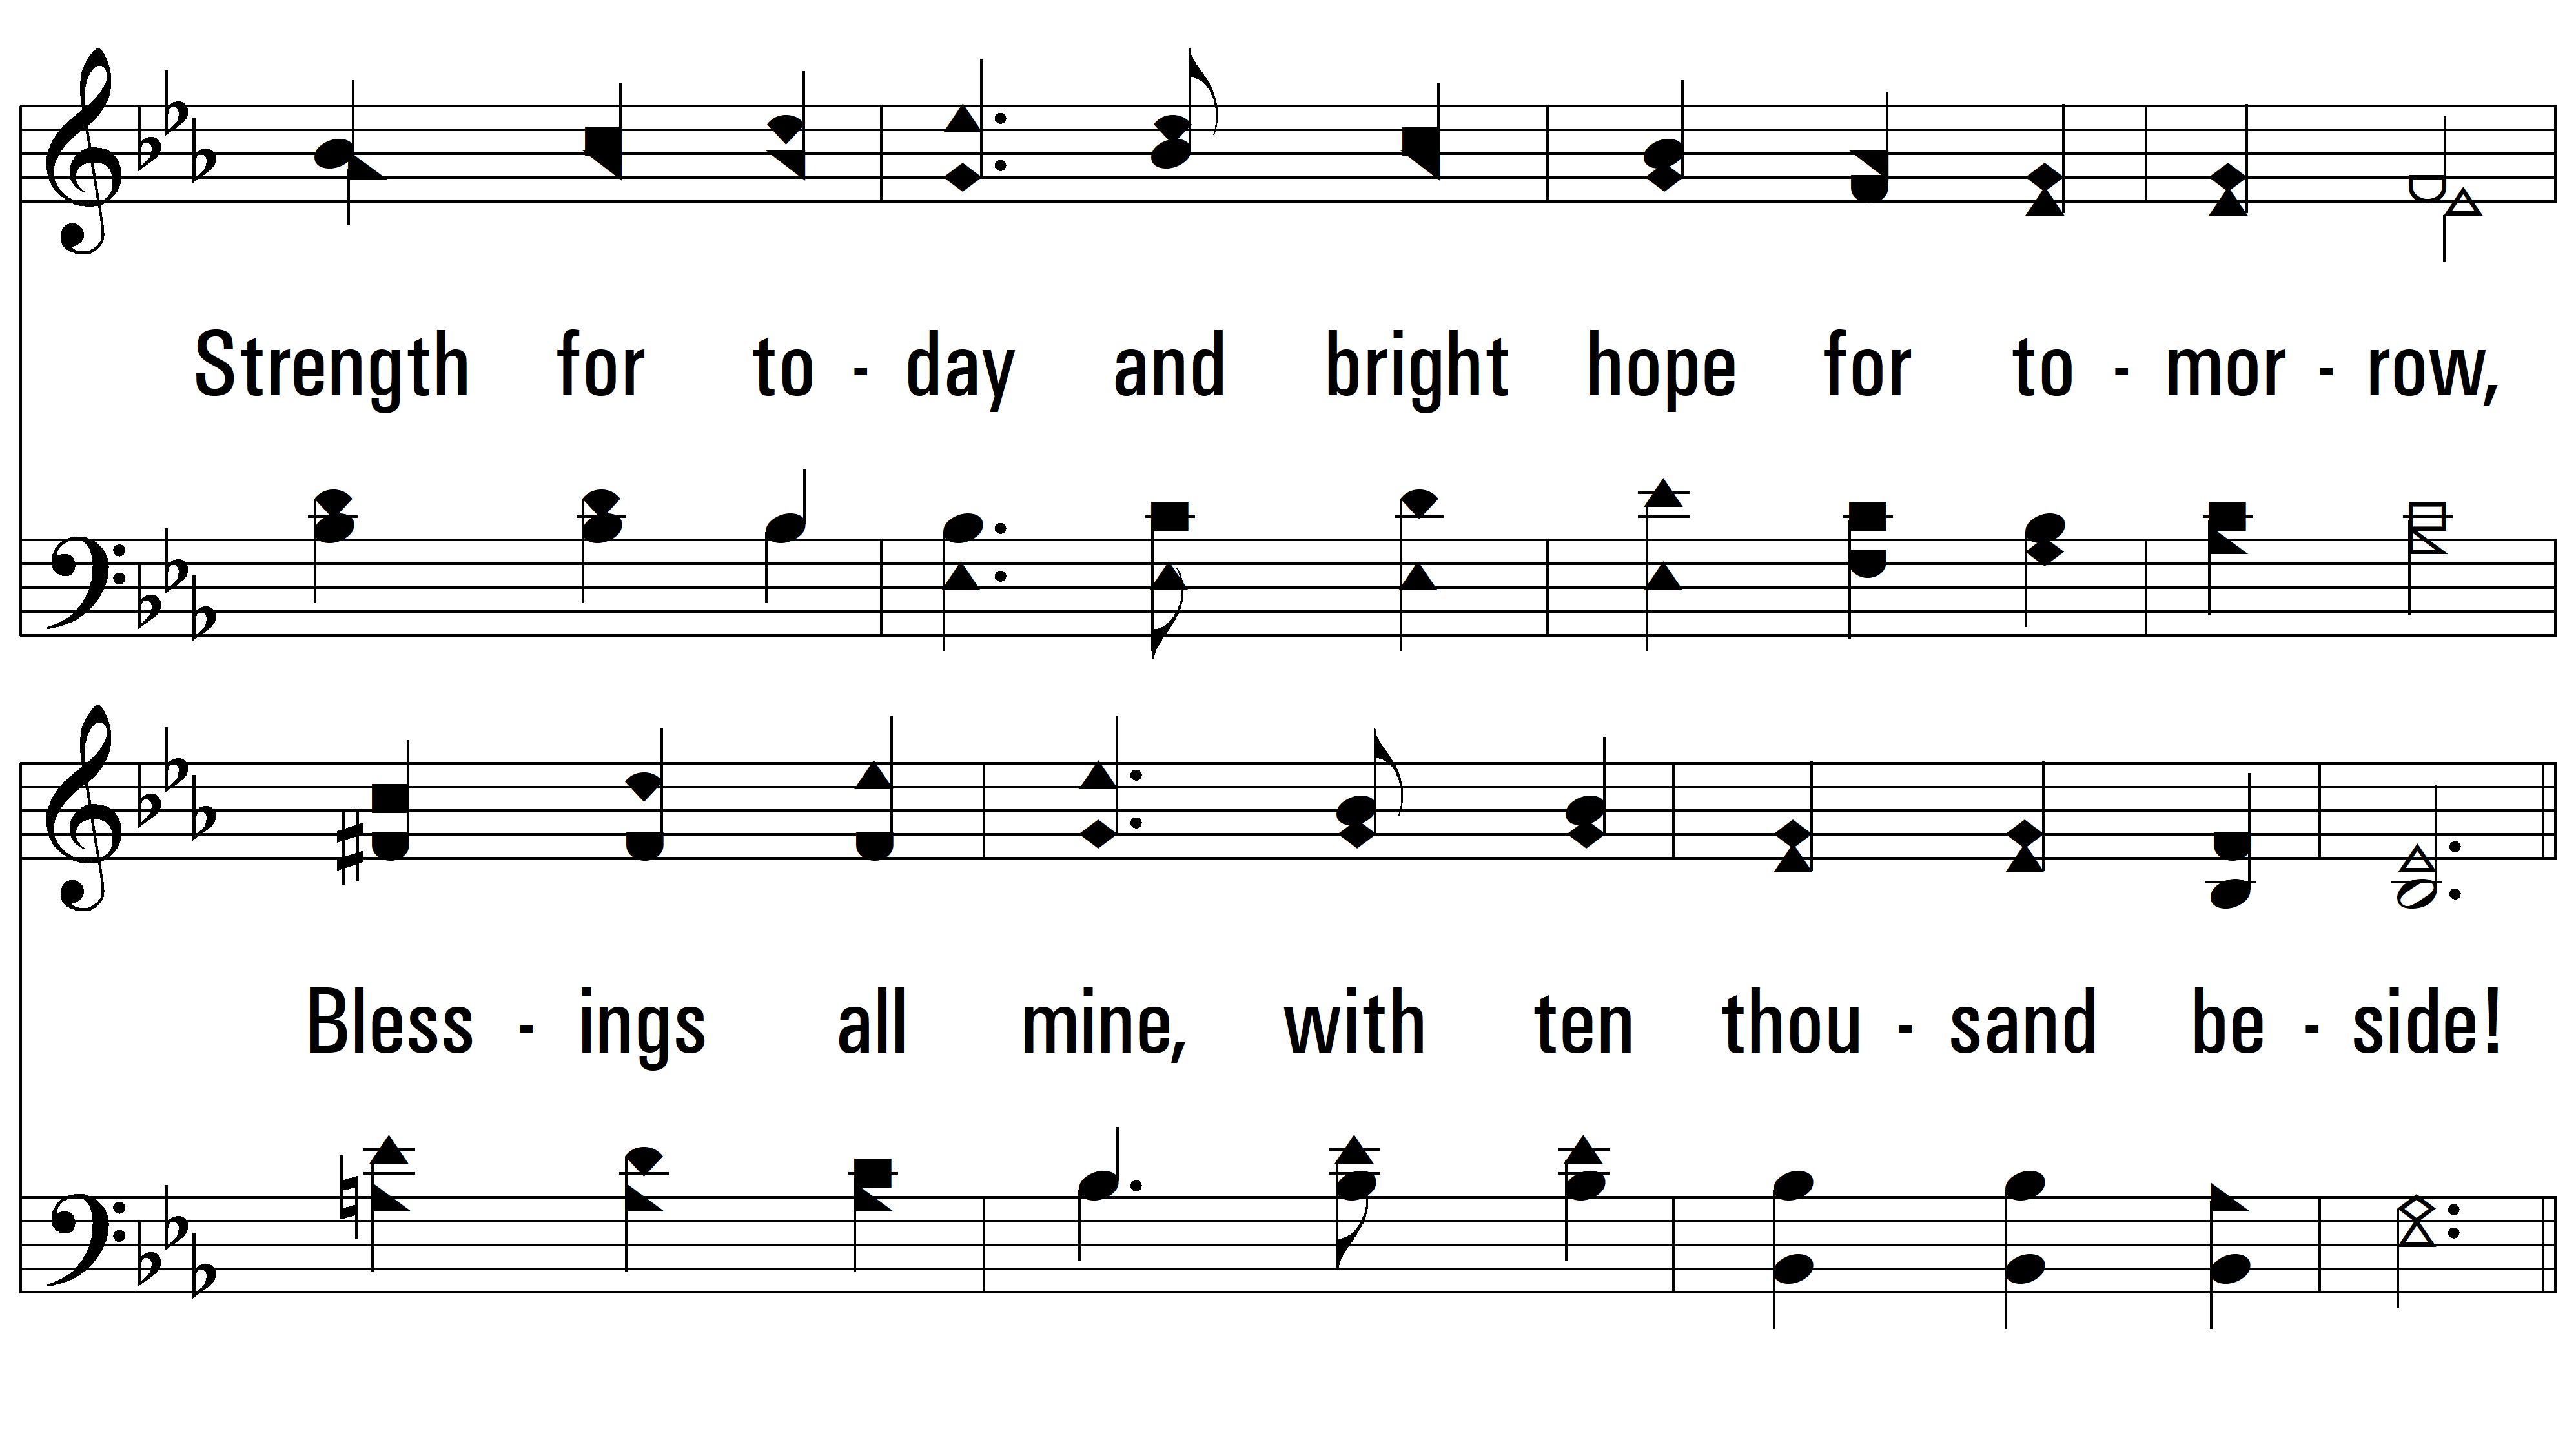 Strength for to - day and bright hope for to - mor - row,
Bless - ings all mine, with ten thou - sand be - side!